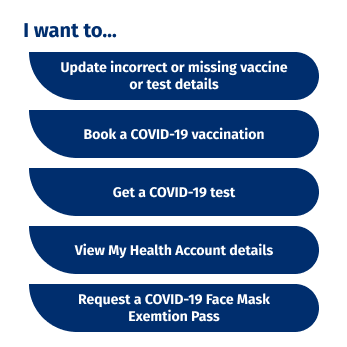 I want to...
Update incorrect or missing vaccine
or test details
Book a COVID-19 vaccination
Get a COVID-19 test
View My Health Account details
Request a COVID-19 Face Mask
Exemtion Pass